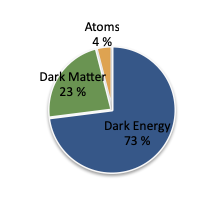 Atoms
4 %
Dark Matter
23 %
Dark Energy
73 %